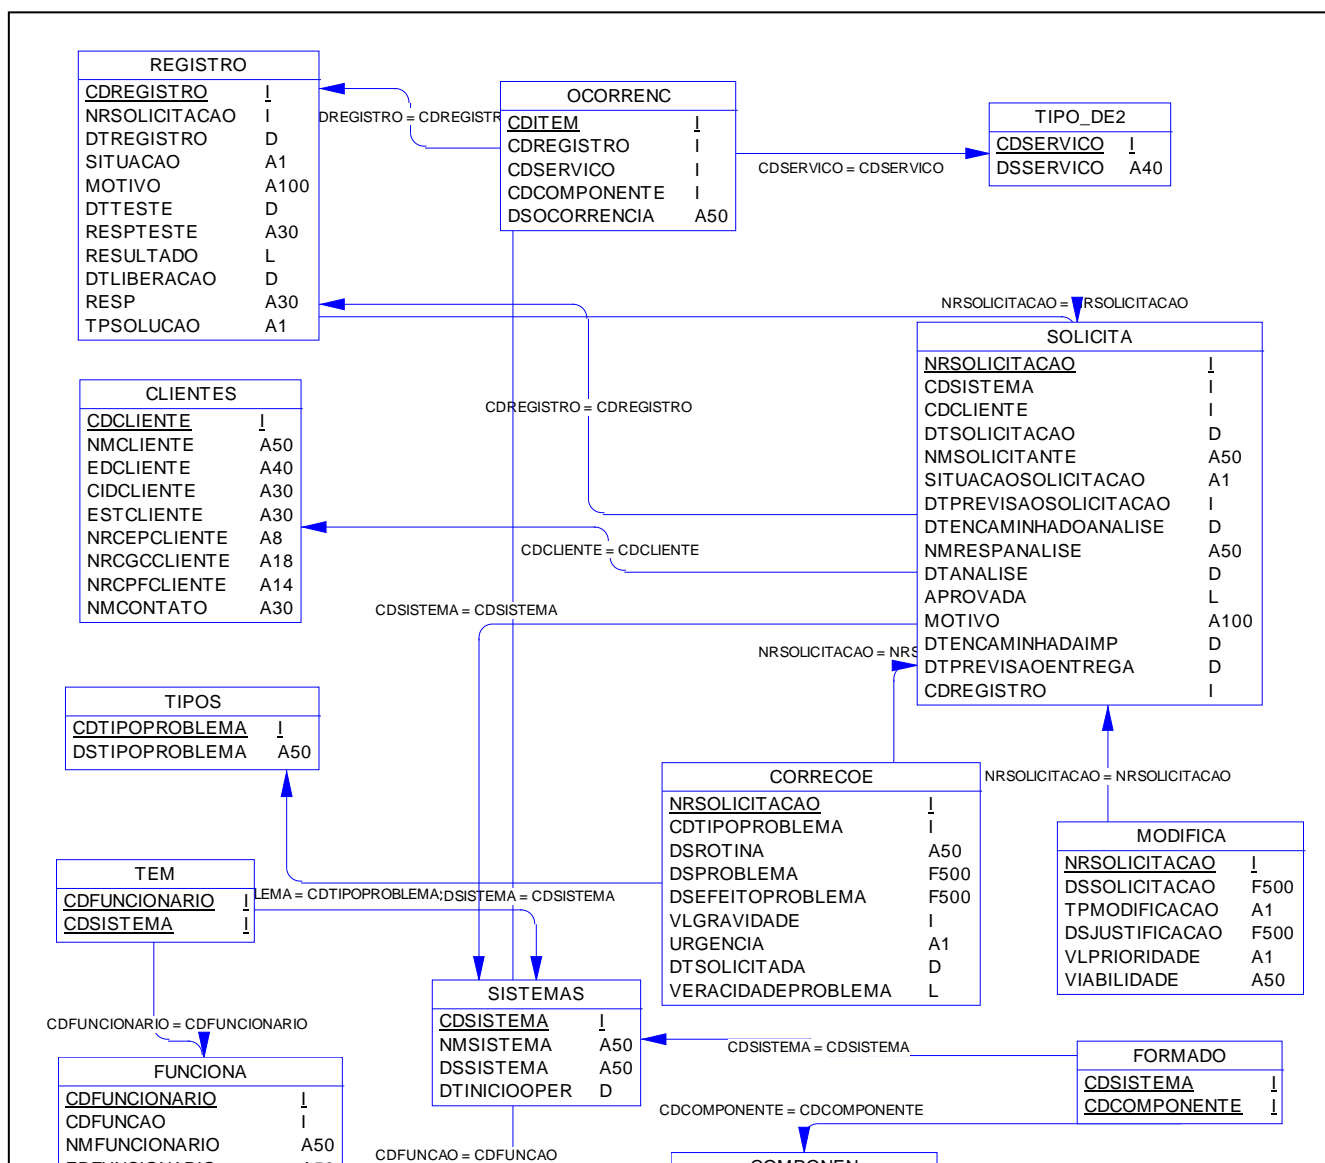 REGISTRO
CDREGISTRO I
NRSOLICITACAO I
DTREGISTRO D
SITUACAO A1
MOTIVO A100
DTTESTE D
RESPTESTE A30
RESULTADO L
DTLIBERACAO D
RESP A30
TPSOLUCAO A1
DREGISTRO = CDREGISTR
OCORRENC
CDITEM I
CDREGISTRO I
CDSERVICO I
CDCOMPONENTE I
DSOCORRENCIA A50
CDSERVICO = CDSERVICO
TIPO_DE2
CDSERVICO I
DSSERVICO A40
NRSOLICITACAO = RSOLICITACAO
SOLICITA
NRSOLICITACAO I
CDSISTEMA I
CDCLIENTE I
DTSOLICITACAO D
NMSOLICITANTE A50
SITUACAOSOLICITACAO A1
DTPREVISAOSOLICITACAO I
DTENCAMINHADOANALISE D
NMRESPANALISE A50
DTANALISE D
APROVADA L
MOTIVO A100
DTENCAMINHADAIMP D
DTPREVISAOENTREGA D
CDREGISTRO I
CLIENTES
CDCLIENTE I
NMCLIENTE A50
EDCLIENTE A40
CIDCLIENTE A30
ESTCLIENTE A30
NRCEPCLIENTE A8
NRCGCCLIENTE A18
NRCPFCLIENTE A14
NMCONTATO A30
CDREGISTRO = CDREGISTRO
CDCLIENTE = CDCLIENTE
CDSISTEMA = CDSISTEMA
NRSOLICITACAO = NRS
TIPOS
CDTIPOPROBLEMA I
DSTIPOPROBLEMA A50
CORRECOE
NRSOLICITACAO I
CDTIPOPROBLEMA I
DSROTINA A50
DSPROBLEMA F500
DSEFEITOPROBLEMA F500
VLGRAVIDADE I
URGENCIA A1
DTSOLICITADA D
VERACIDADEPROBLEMA L
NRSOLICITACAO = NRSOLICITACAO
MODIFICA
NRSOLICITACAO I
DSSOLICITACAO F500
TPMODIFICACAO A1
DSJUSTIFICACAO F500
VLPRIORIDADE A1
VIABILIDADE A50
TEM
CDFUNCIONARIO I
CDSISTEMA I
LEMA = CDTIPOPROBLEMA;
DSISTEMA = CDSISTEMA
SISTEMAS
CDSISTEMA I
NMSISTEMA A50
DSSISTEMA A50
DTINICIOOPER D
CDFUNCIONARIO = CDFUNCIONARIO
FUNCIONA
CDFUNCIONARIO I
CDFUNCAO I
NMFUNCIONARIO A50
CDSISTEMA = CDSISTEMA
FORMADO
CDSISTEMA I
CDCOMPONENTE I
CDCOMPONENTE = CDCOMPONENTE
CDFUNCAO = CDFUNCAO